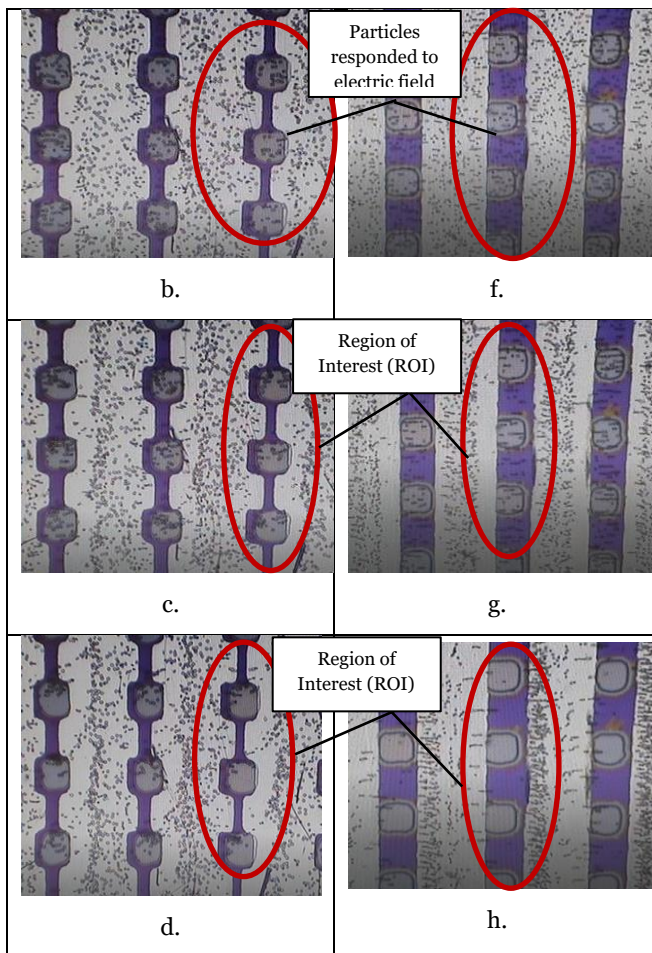 Particles
responded to
electric field
b.
f.
Region of
Interest (ROI)
c.
g.
Region of
Interest (ROI)
d.
h.